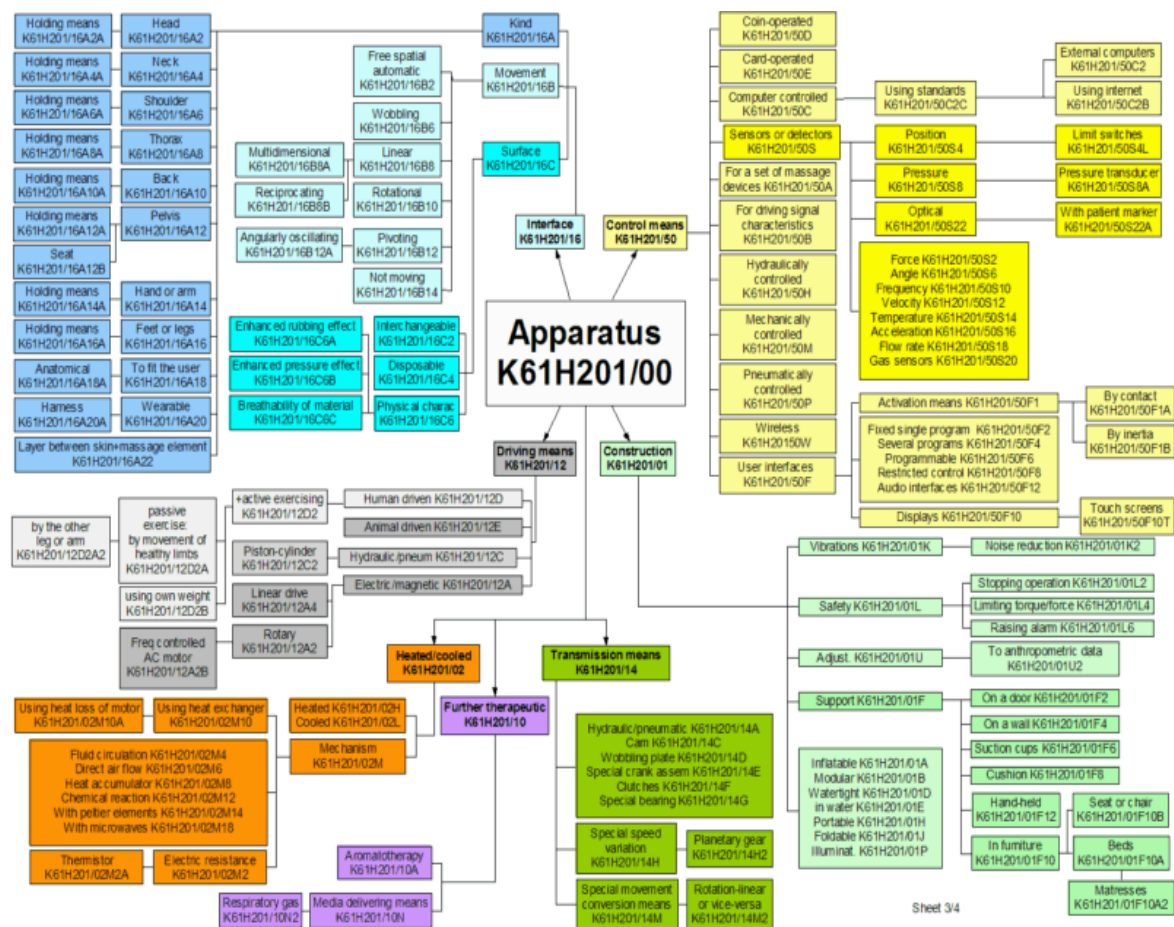 Holding means
K61H201/16A2A
Head
K61H201/16A2
Holding means
K61H201/16A4A
Neck
K61H201/16A4
Holding means
K61H201/16A6A
Shoulder
K61H201/16A6
Holding means
K61H201/16A8A
Thorax
K61H201/16A8
Holding means
K61H201/16A10A
Back
K61H201/16A10
Holding means
K61H201/16A12A
Pelvis
K61H201/16A12
Seat
K61H201/16A12B
Holding means
K61H201/16A14A
Hand or arm
K61H201/16A14
Holding means
K61H201/16A16A
Feet or legs
K61H201/16A16
Anatomical
K61H201/16A18A
To fit the user
K61H201/16A18
Harness
K61H201/16A20A
Wearable
K61H201/16A20
Layer between skin+massage element
K61H201/16A22
Kind
K61H201/16A
Free spatial
automatic
K61H201/16B2
Movement
K61H201/16B
Wobbling
K61H201/16B6
Multidimensional
K61H201/16B8A
Linear
K61H201/16B8
Surface
K61H201/16C
Reciprocating
K61H201/16B8B
Rotational
K61H201/16B10
Angularly oscillating
K61H201/16B12A
Pivoting
K61H201/16B12
Not moving
K61H201/16B14
Interface
K61H201/16
Enhanced rubbing effect
K61H201/16C6A
Interchangeable
K61H201/16C2
Enhanced pressure effect
K61H201/16C6B
Disposable
K61H201/16C4
Breathability of material
K61H201/16C6C
Physical charac
K61H201/16C6
Apparatus
K61H201/00
Control means
K61H201/50
Coin-operated
K61H201/50D
Card-operated
K61H201/50E
Computer controlled
K61H201/50C
Using standards
K61H201/50C2C
External computers
K61H201/50C2
Using internet
K61H201/50C2B
Sensors or detectors
K61H201/50S
Position
K61H201/50S4
Limit switches
K61H201/50S4L
For a set of massage
devices K61H201/50A
Pressure
K61H201/50S8
Pressure transducer
K61H201/50S8A
For driving signal
characteristics
K61H201/50B
Optical
K61H201/50S22
With patient marker
K61H201/50S22A
Hydraulically
controlled
K61H201/50H
Force K61H201/50S2
Angle K61H201/50S6
Frequency K61H201/50S10
Velocity K61H201/50S12
Temperature K61H201/50S14
Acceleration K61H201/50S16
Flow rate K61H201/50S18
Gas sensors K61H201/50S20
Mechanically
controlled
K61H201/50M
Pneumatically
controlled
K61H201/50P
Wireless
K6120150W
User interfaces
K61H201/50F
Activation means K61H201/50F1
By contact
K61H201/50F1A
By inertia
K61H201/50F1B
Fixed single program K61H201/50F2
Several programs K61H201/50F4
Programmable K61H201/50F6
Restricted control K61H201/50F8
Audio interfaces K61H201/50F12
Displays K61H201/50F10
Touch screens
K61H201/50F10T
Driving means
K61H201/12
Construction
K61H201/01
Human driven K61H201/12D
+active exercising
K61H201/12D2
passive
exercise:
by movement of
healthy limbs
K61H201/12D2A
by the other
leg or arm
K61H201/12D2A2
using own weight
K61H201/12D2B
Animal driven K61H201/12E
Hydraulic/pneum K61H201/12C
Piston-cylinder
K61H201/12C2
Electric/magnetic K61H201/12A
Linear drive
K61H201/12A4
Rotary
K61H201/12A2
Freq controlled
AC motor
K61H201/12A2B
Heated/cooled
K61H201/02
Transmission means
K61H201/14
Further therapeutic
K61H201/10
Using heat loss of motor
K61H201/02M10A
Using heat exchanger
K61H201/02M10
Heated K61H201/02H
Cooled K61H201/02L
Mechanism
K61H201/02M
Fluid circulation K61H201/02M4
Direct air flow K61H201/02M6
Heat accumulator K61H201/02M8
Chemical reaction K61H201/02M12
With peltier elements K61H201/02M14
With microwaves K61H201/02M18
Thermistor
K61H201/02M2A
Electric resistance
K61H201/02M2
Aromatotherapy
K61H201/10A
Respiratory gas
K61H201/10N2
Media delivering means
K61H201/10N
Hydraulic/pneumatic K61H201/14A
Cam K61H201/14C
Wobbling plate K61H201/14D
Special crank assem K61H201/14E
Clutches K61H201/14F
Special bearing K61H201/14G
Special speed
variation
K61H201/14H
Planetary gear
K61H201/14H2
Special movement
conversion means
K61H201/14M
Rotation-linear
or vice-versa
K61H201/14M2
Vibrations K61H201/01K
Noise reduction K61H201/01K2
Safety K61H201/01L
Stopping operation K61H201/01L2
Limiting torque/force K61H201/01L4
Raising alarm K61H201/01L6
Adjust. K61H201/01U
To anthropometric data
K61H201/01U2
Support K61H201/01F
On a door K61H201/01F2
On a wall K61H201/01F4
Suction cups K61H201/01F6
Cushion K61H201/01F8
Inflatable K61H201/01A
Modular K61H201/01B
Watertight K61H201/01D
in water K61H201/01E
Portable K61H201/01H
Foldable K61H201/01J
Illuminat. K61H201/01P
Hand-held
K61H201/01F12
Seat or chair
K61H201/01F10B
In furniture
K61H201/01F10
Beds
K61H201/01F10A
Matresses
K61H201/01F10A2
Sheet 3/4